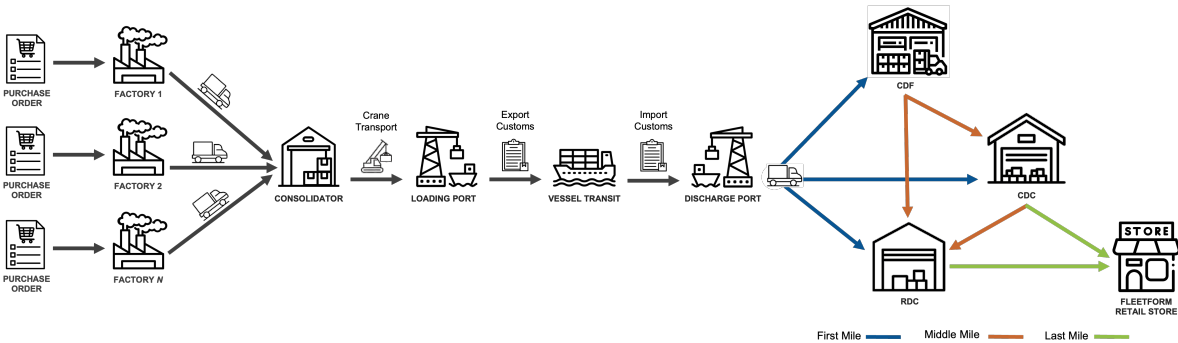 PURCHASE
ORDER
FACTORY 1
PURCHASE
ORDER
FACTORY 2
PURCHASE
ORDER
FACTORY N
CONSOLIDATOR
Crane
Transport
LOADING PORT
Export
Customs
VESSEL TRANSIT
Import
Customs
DISCHARGE PORT
CDF
CDC
RDC
STORE
FLEETFORM
RETAIL STORE
First Mile
Middle Mile
Last Mile